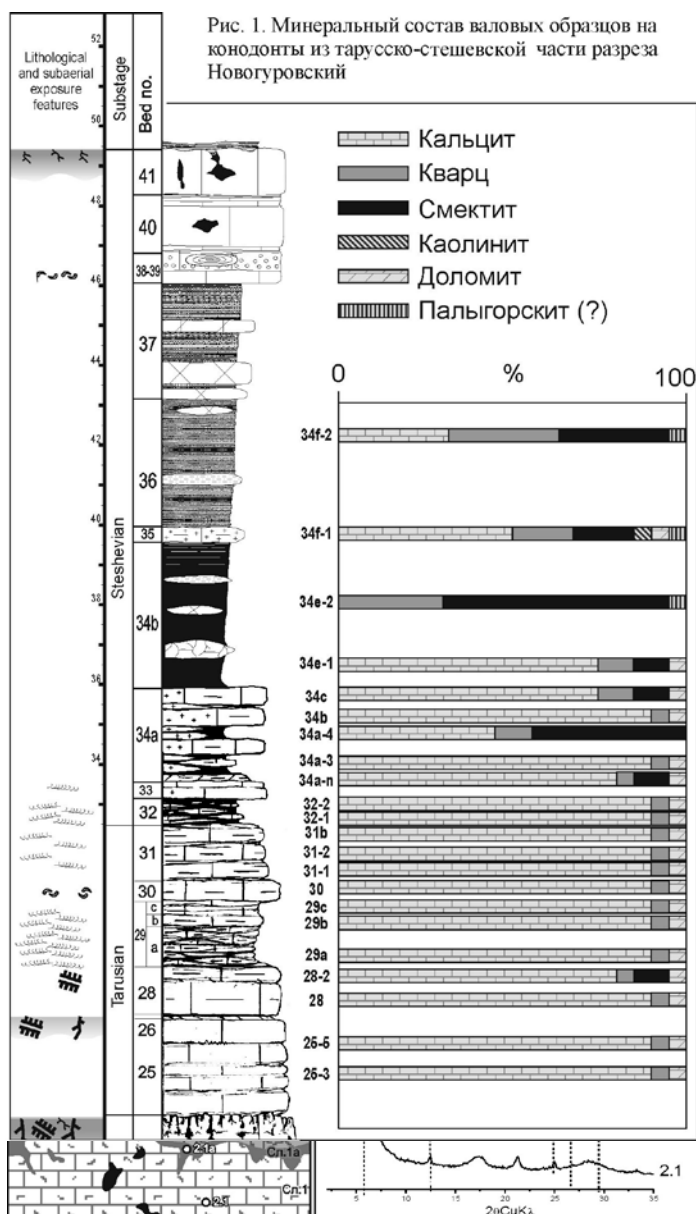 Рис. 1. Минеральный состав валовых образцов на
конодонты из тарусско-стешевской части разреза
Новогуровский
Lithological
and subaerial
exposure
features
Substage
Bed no.
52
50
48
46
44
42
40
38
36
34
Steshevian
Tarusian
41
40
38-39
37
36
35
34b
34a
33
32
31
30
29
c
b
a
28
26
25
Кальцит
Кварц
Смектит
Каолинит
Доломит
Палыгорскит (?)
0 % 100
34f-2
34f-1
34e-2
34e-1
34c
34b
34a-4
34a-3
34a-n
32-2
32-1
31b
31-2
31-1
30
29c
29b
29a
28-2
28
26-3
Сл.1a
Сл.1
2.1
5 10 15 20 25 30 35
2θCuKλ